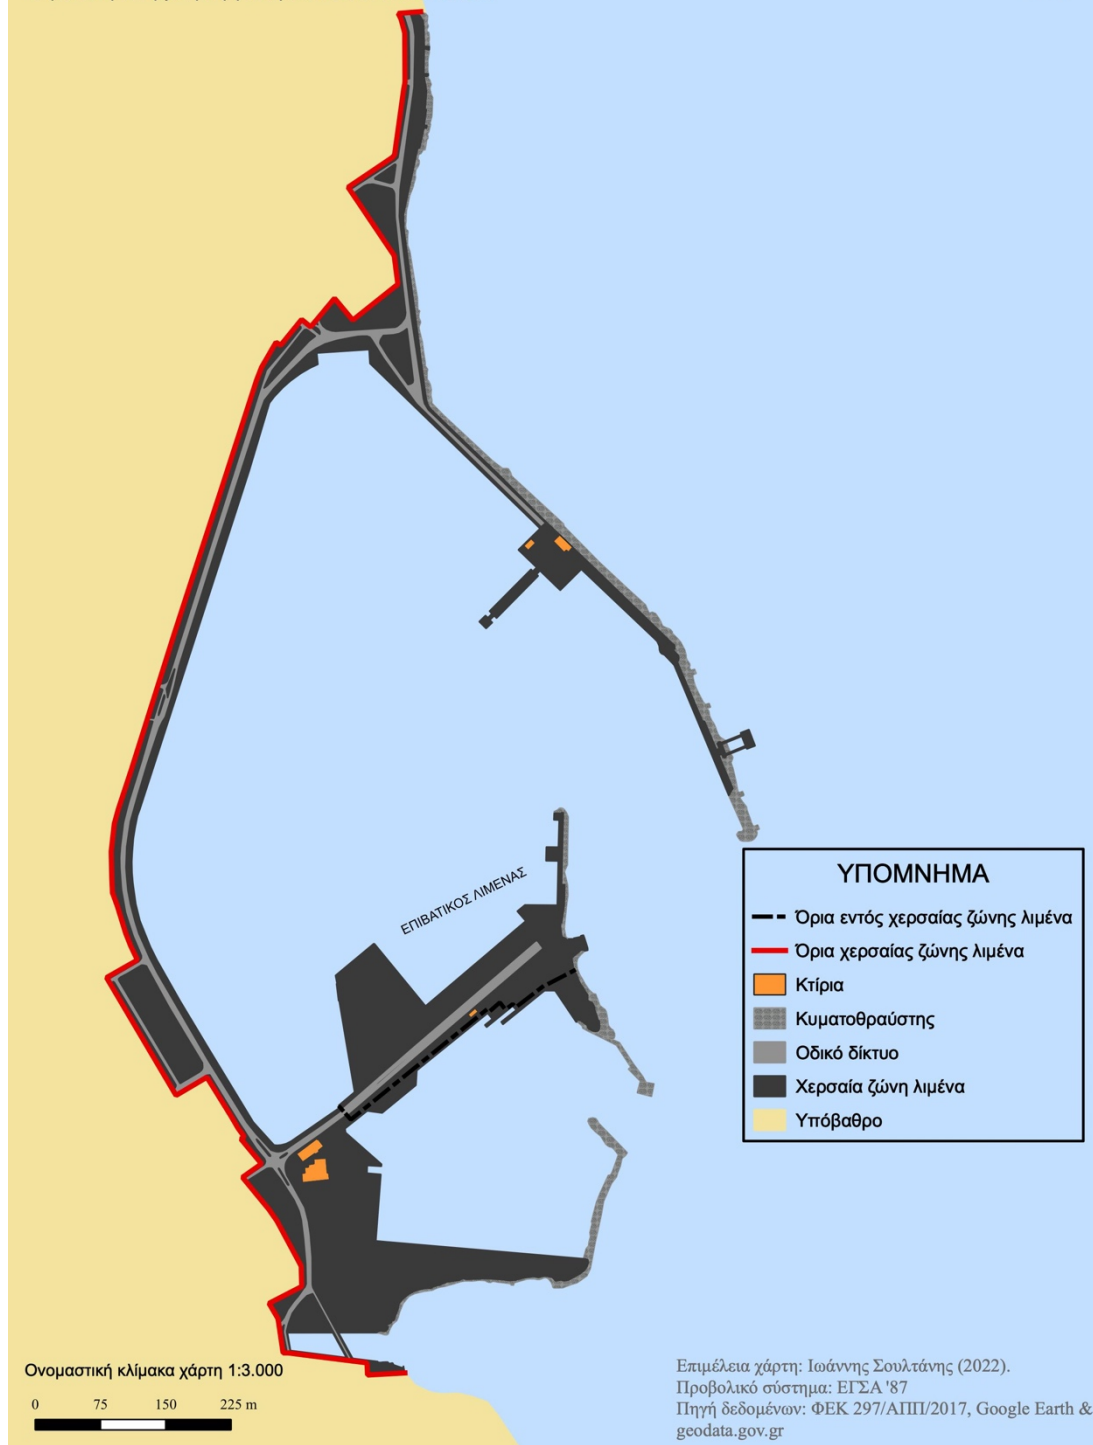 ΕΠΙΒΑΤΙΚΟΣ ΛΙΜΕΝΑΣ
ΥΠΟΜΝΗΜΑ
Όρια εντός χερσαίας ζώνης λιμένα
Όρια χερσαίας ζώνης λιμένα
Κτίρια
Κυματοθραύστης
Οδικό δίκτυο
Χερσαία ζώνη λιμένα
Υπόβαθρο
Ονομαστική κλίμακα χάρτη 1:3.000
0 75 150 225 m
Επιμέλεια χάρτη: Ιωάννης Σουλτάνης (2022).
Προβολικό σύστημα: ΕΓΣΑ '87
Πηγή δεδομένων: ΦΕΚ 297/ΑΠΠ/2017, Google Earth &
geodata.gov.gr